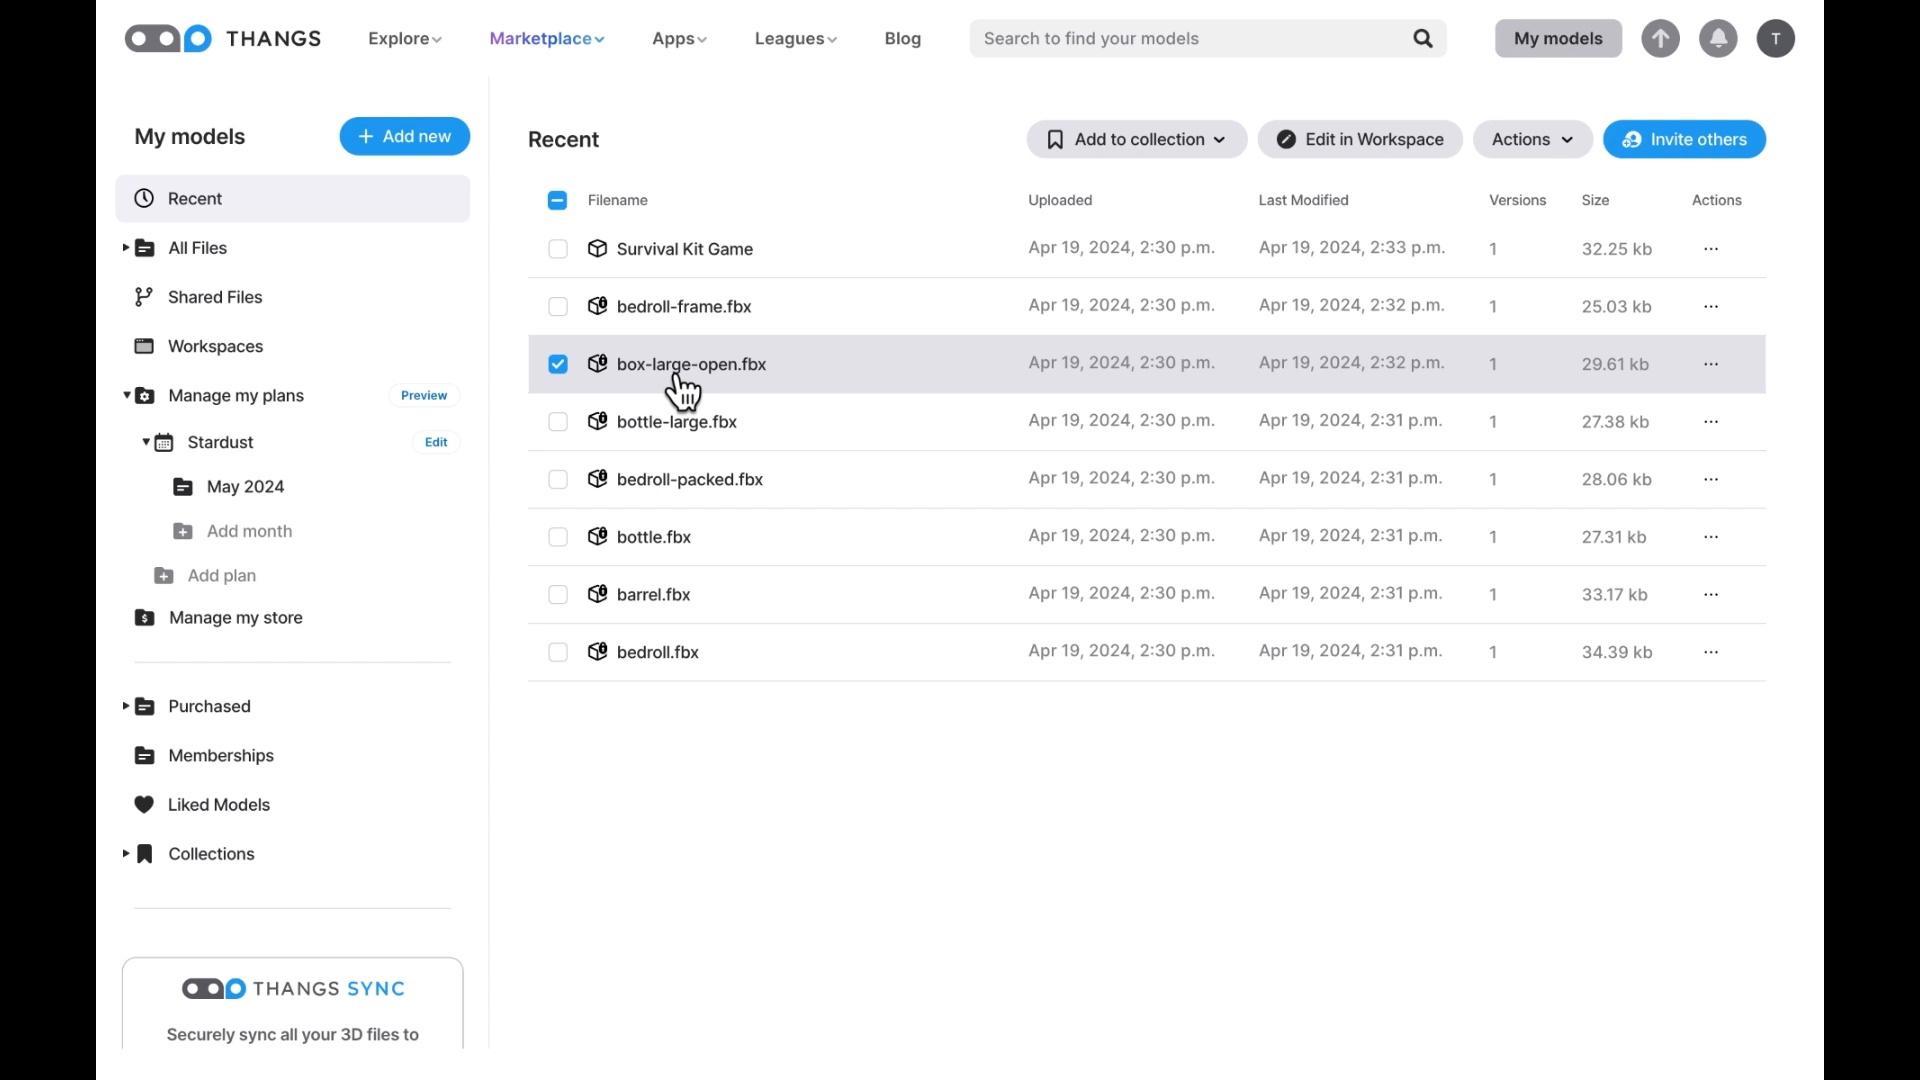 THANGS Explore Marketplace Apps Leagues Blog Search to find your models My models T
My models + Add new
Recent
All Files
Shared Files
Workspaces
Manage my plans Preview
Stardust Edit
May 2024
Add month
Add plan
Manage my store
Purchased
Memberships
Liked Models
Collections
THANGS SYNC
Securely sync all your 3D files to
Recent Add to collection Edit in Workspace Actions Invite others
Filename Uploaded Last Modified Versions Size Actions
Survival Kit Game Apr 19, 2024, 2:30 p.m. Apr 19, 2024, 2:33 p.m. 1 32.25 kb ...
bedroll-frame.fbx Apr 19, 2024, 2:30 p.m. Apr 19, 2024, 2:32 p.m. 1 25.03 kb ...
box-large-open.fbx Apr 19, 2024, 2:30 p.m. Apr 19, 2024, 2:32 p.m. 1 29.61 kb ...
bottle-large.fbx Apr 19, 2024, 2:30 p.m. Apr 19, 2024, 2:31 p.m. 1 27.38 kb ...
bedroll-packed.fbx Apr 19, 2024, 2:30 p.m. Apr 19, 2024, 2:31 p.m. 1 28.06 kb ...
bottle.fbx Apr 19, 2024, 2:30 p.m. Apr 19, 2024, 2:31 p.m. 1 27.31 kb ...
barrel.fbx Apr 19, 2024, 2:30 p.m. Apr 19, 2024, 2:31 p.m. 1 33.17 kb ...
bedroll.fbx Apr 19, 2024, 2:30 p.m. Apr 19, 2024, 2:31 p.m. 1 34.39 kb ...